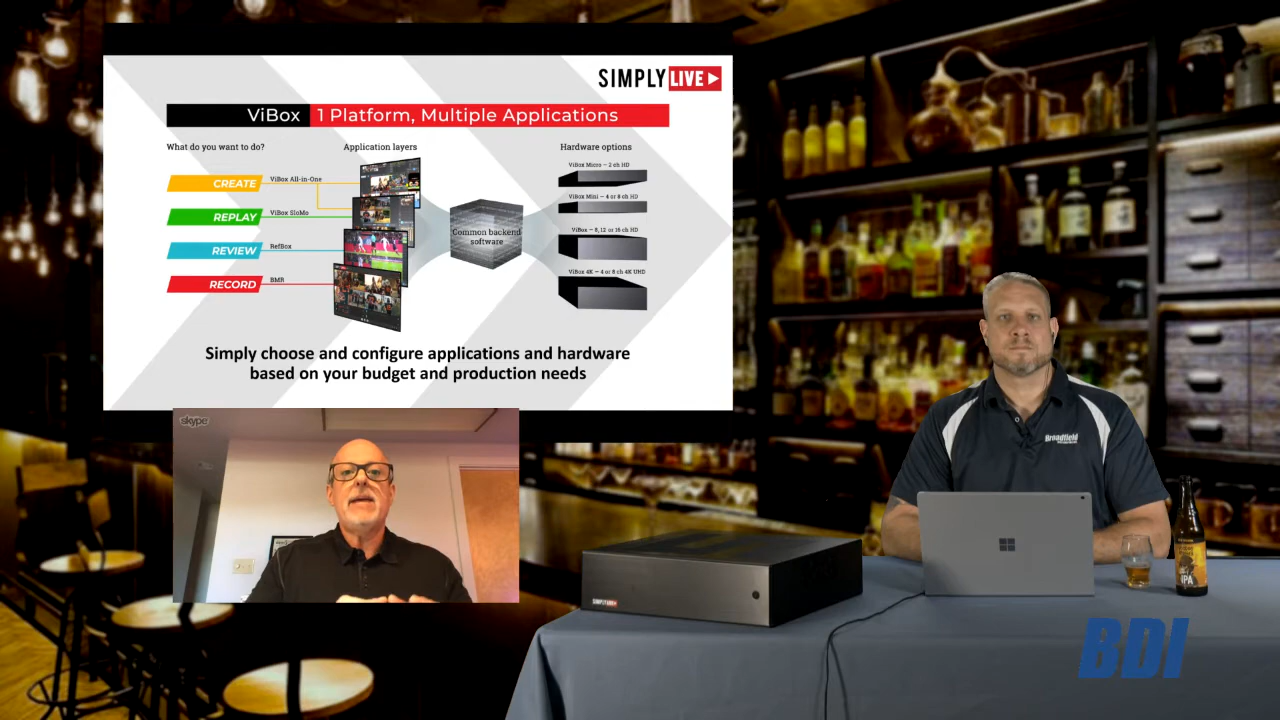 SIMPLY LIVE
ViBox 1 Platform, Multiple Applications
What do you want to do?
Application layers
Hardware options
CREATE
ViBox All-in-One
REPLAY
ViBox SloMo
REVIEW
RefBox
RECORD
BMR
Common backend
software
ViBox Micro – 2 ch HD
ViBox Mini – 4 or 8 ch HD
ViBox – 8, 12 or 16 ch HD
ViBox 4K – 4 or 8 ch 4K UHD
Simply choose and configure applications and hardware
based on your budget and production needs
skype
Broadfield
SIMPLY LIVE
IPA
BDI